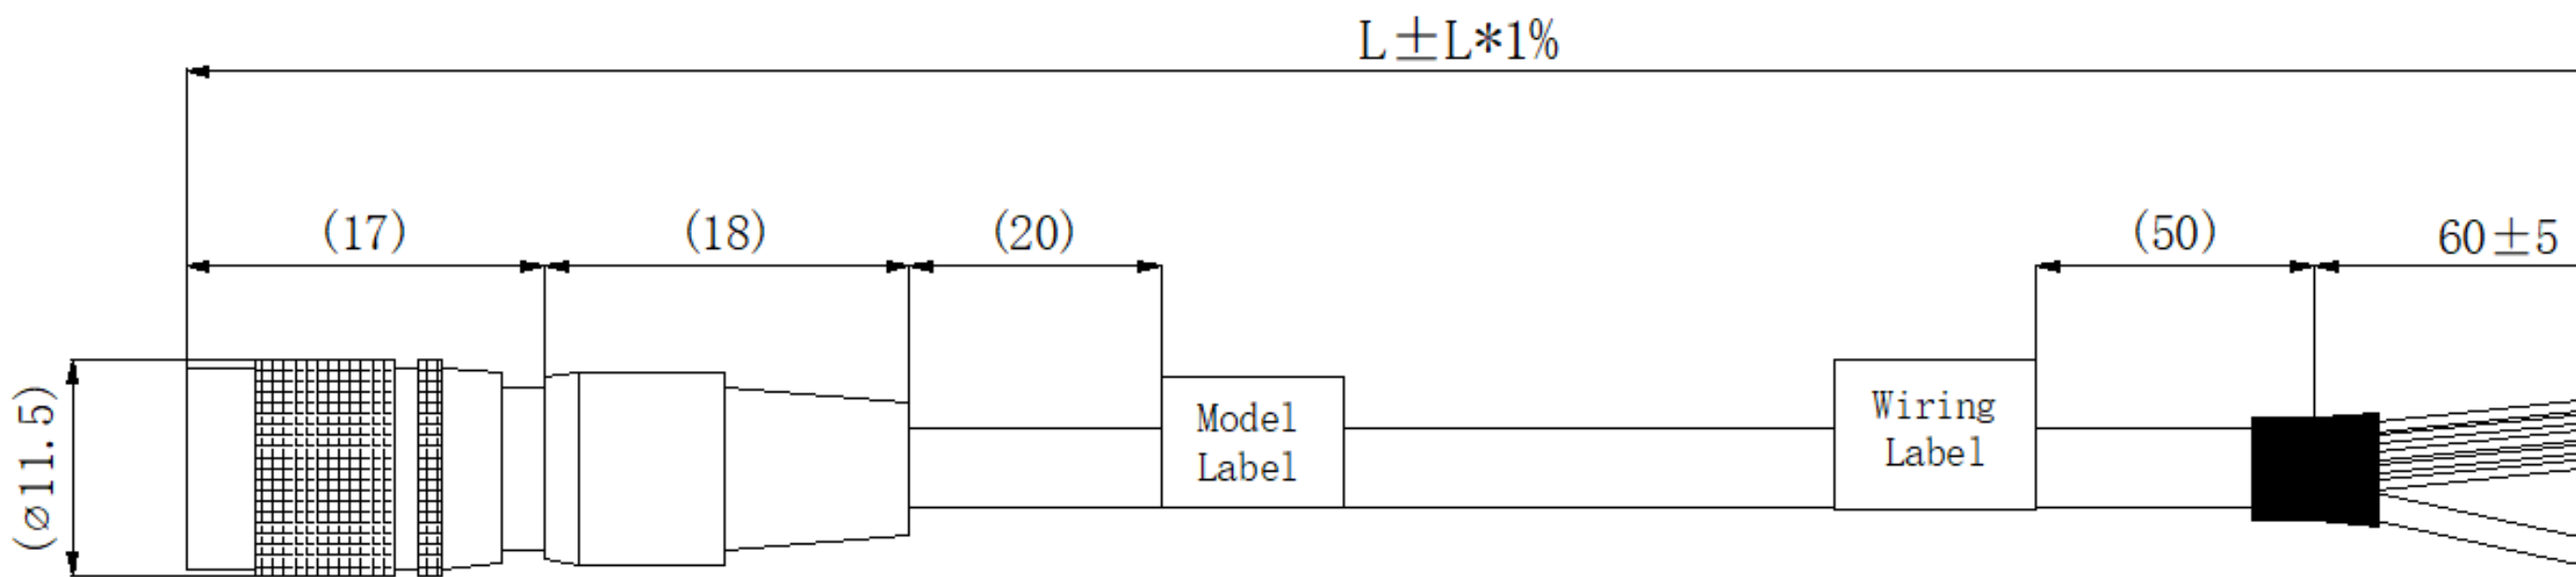 L±L*1%
(17)
(18)
(20)
(50)
60±5
(⌀11.5)
Model
Label
Wiring
Label